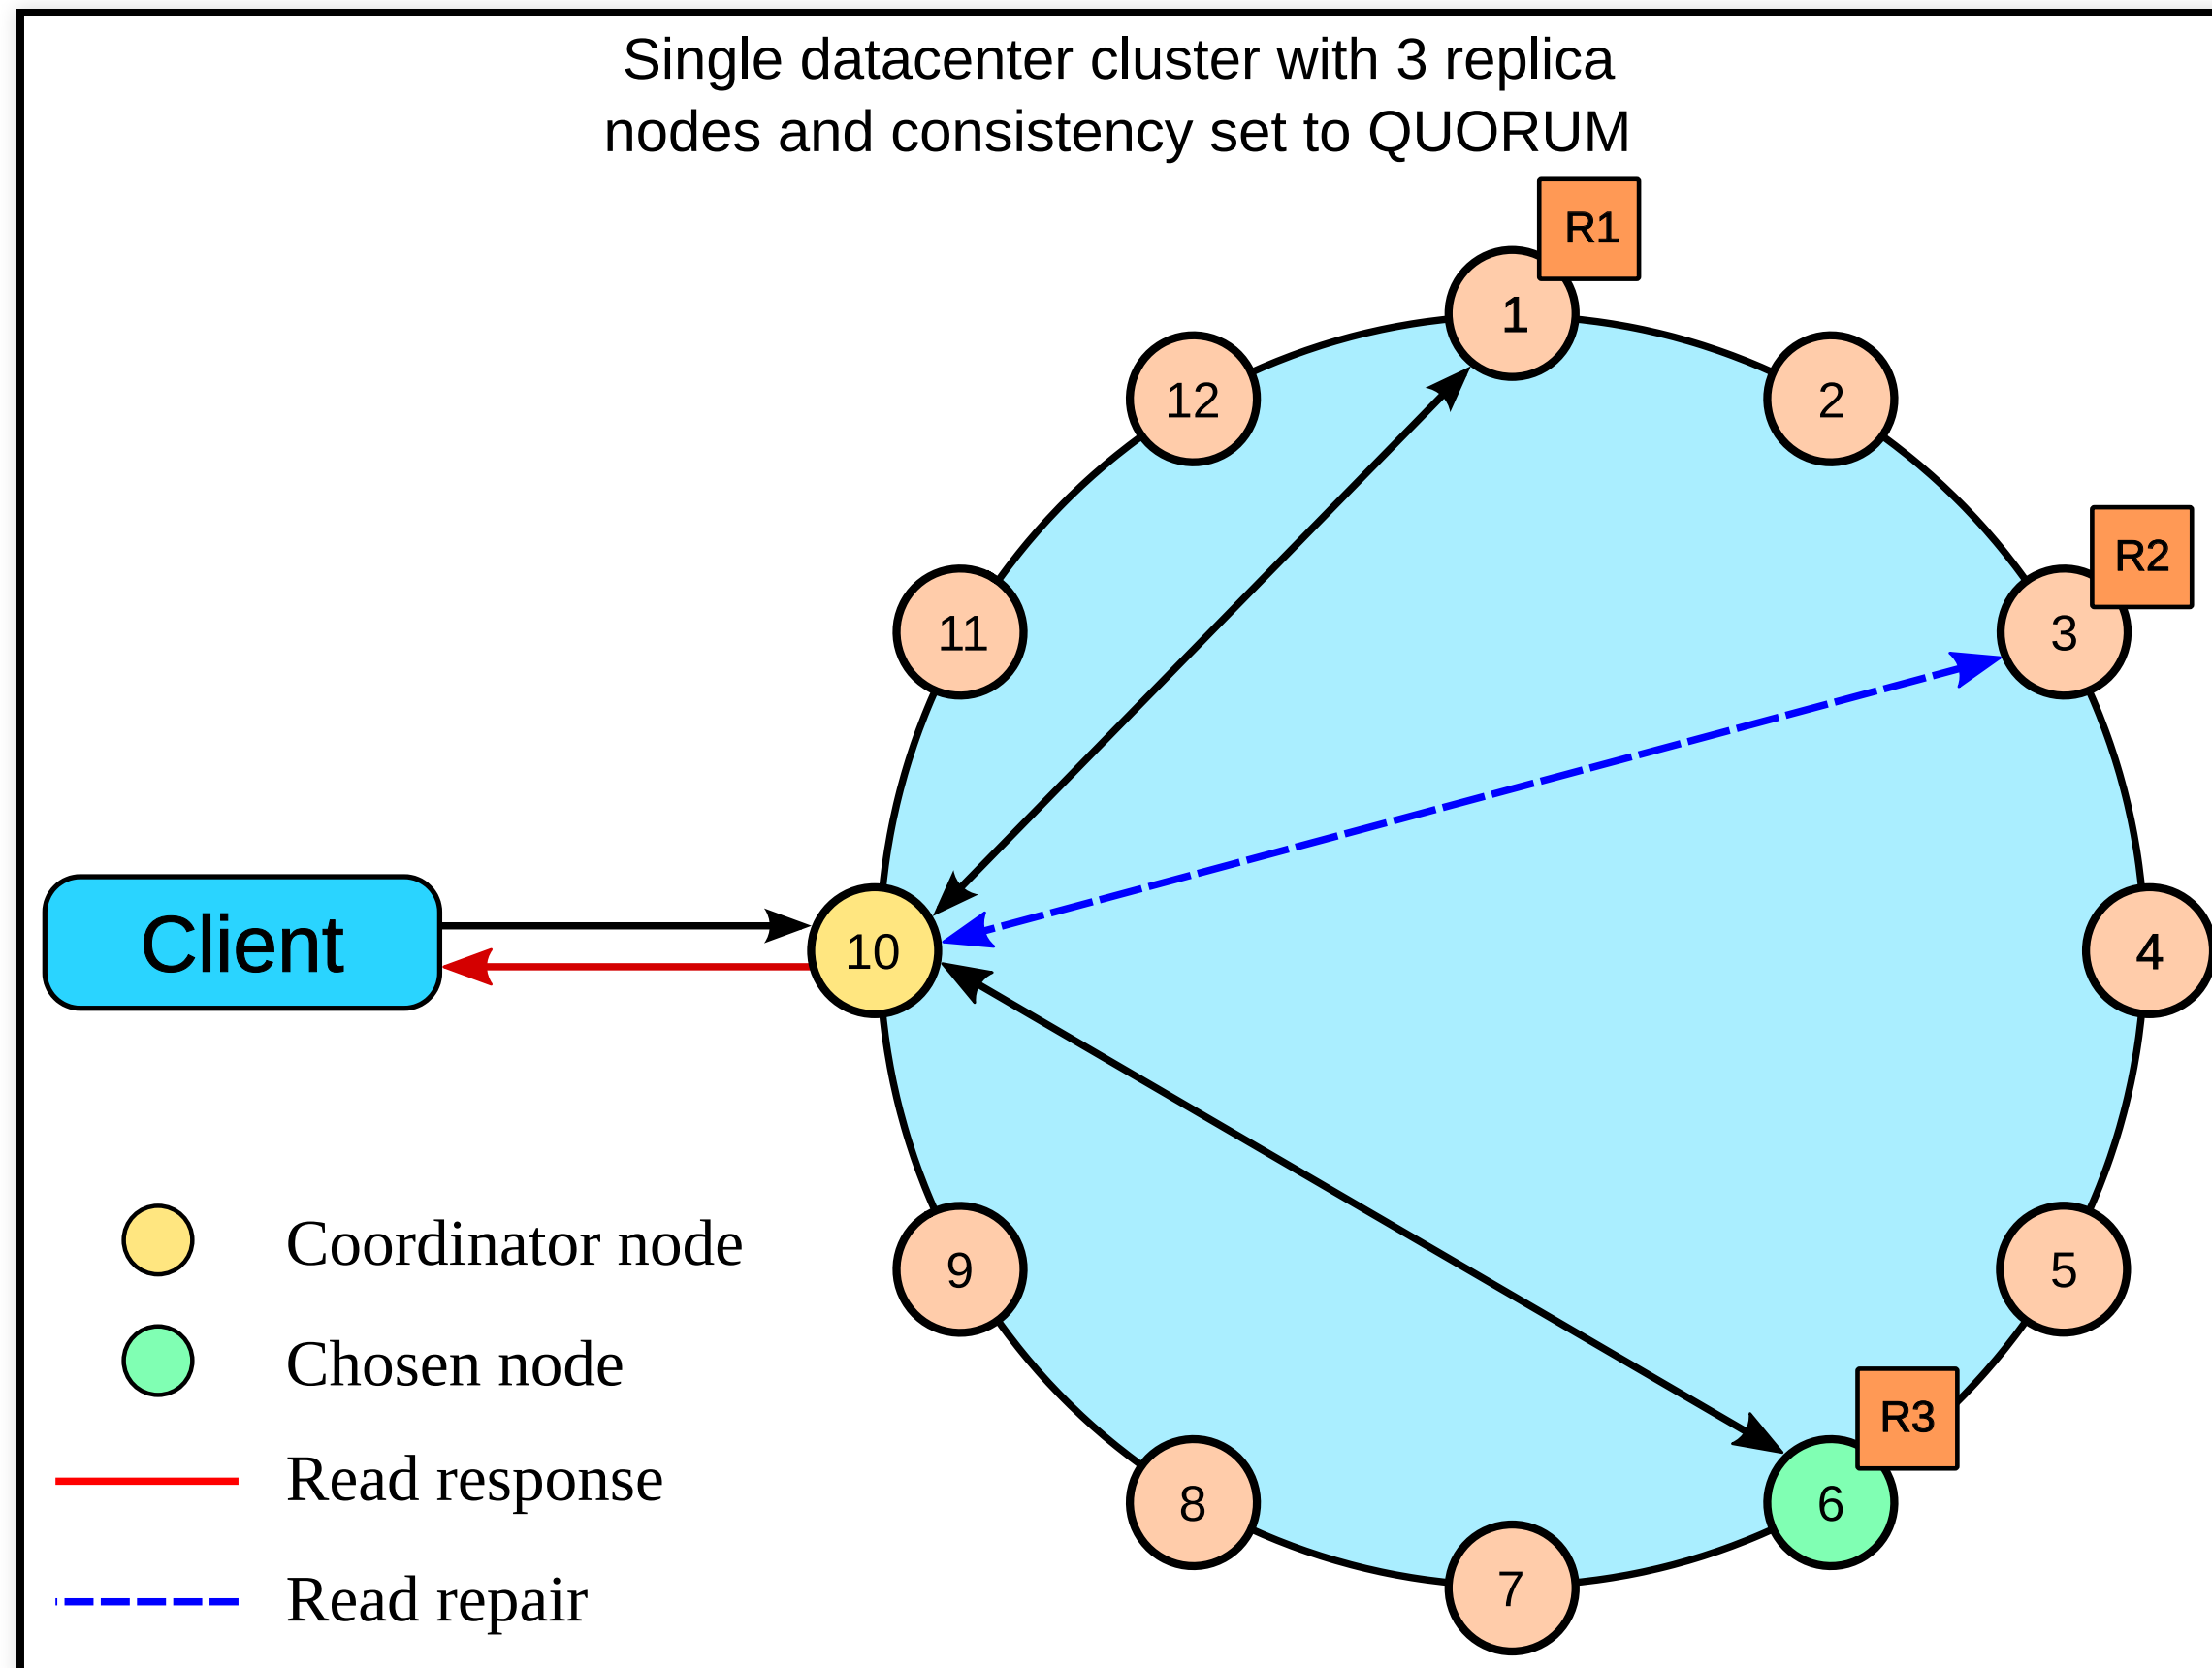 Single datacenter cluster with 3 replica
nodes and consistency set to QUORUM
R1
1
12
2
R2
11
3
Client
10
4
Coordinator node
9
5
Chosen node
R3
Read response
8
6
7
Read repair